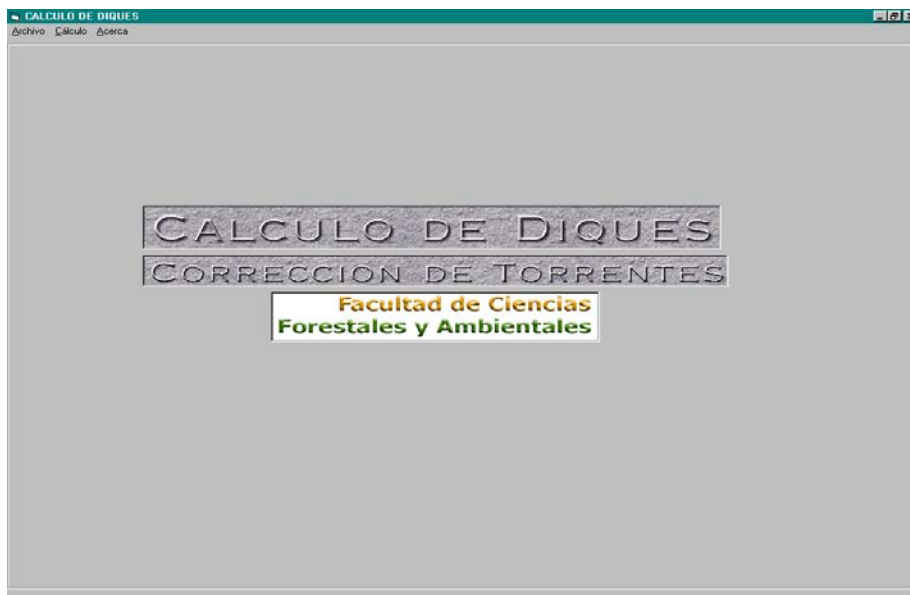 CALCULO DE DIQUES
Archivo Cálculo Acerca
CALCULO DE DIQUES
CORRECCION DE TORRENTES
Facultad de Ciencias
Forestales y Ambientales